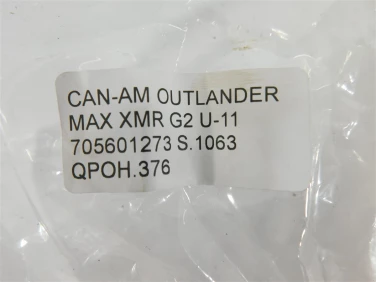 CAN-AM OUTLANDER
MAX XMR G2 U-11
705601273 S.1063
QPOH.376